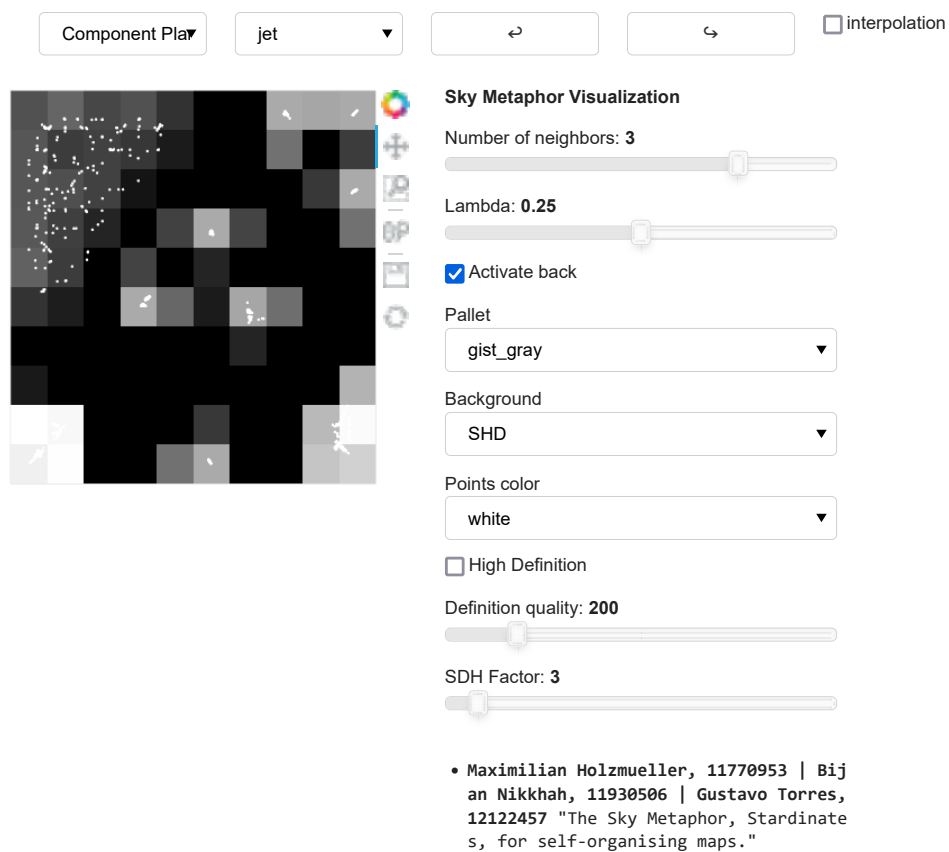 Component Pla
jet
↩
↪
interpolation
Sky Metaphor Visualization
Number of neighbors: 3
Lambda: 0.25
Activate back
Pallet
gist_gray
Background
SHD
Points color
white
High Definition
Definition quality: 200
SDH Factor: 3
• Maximilian Holzmueller, 11770953 | Bij
an Nikkhah, 11930506 | Gustavo Torres,
12122457 "The Sky Metaphor, Stardinate
s, for self-organising maps."